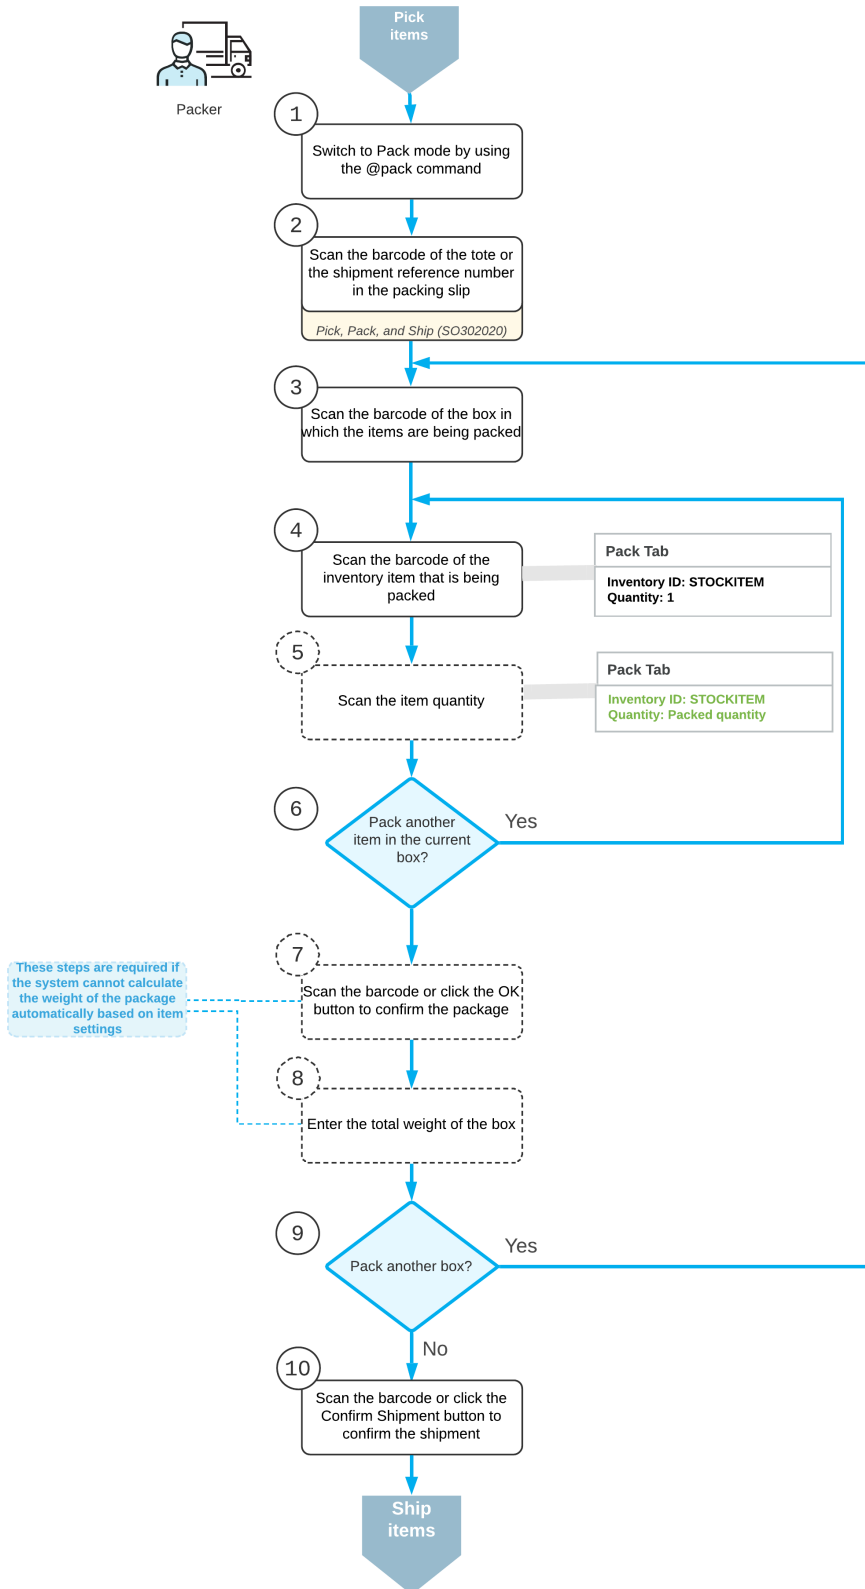 Pick
items
Packer
1
Switch to Pack mode by using
the @pack command
2
Scan the barcode of the tote or
the shipment reference number
in the packing slip
Pick, Pack, and Ship (SO302020)
3
Scan the barcode of the box in
which the items are being packed
4
Scan the barcode of the
inventory item that is being
packed
Pack Tab
Inventory ID: STOCKITEM
Quantity: 1
5
Scan the item quantity
Pack Tab
Inventory ID: STOCKITEM
Quantity: Packed quantity
6
Pack another
item in the current
box?
Yes
7
Scan the barcode or click the OK
button to confirm the package
These steps are required if
the system cannot calculate
the weight of the package
automatically based on item
settings
8
Enter the total weight of the box
9
Pack another box?
Yes
No
10
Scan the barcode or click the
Confirm Shipment button to
confirm the shipment
Ship
items